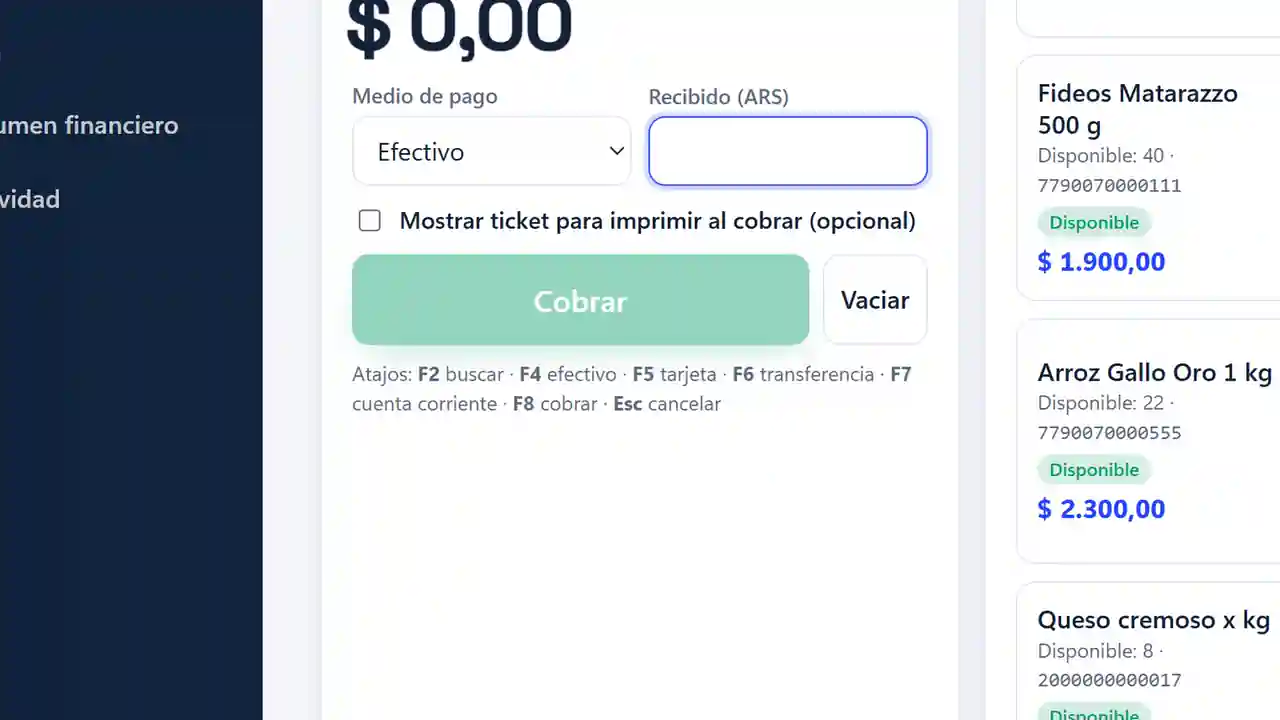 umen financiero
vidad
$ 0,00
Medio de pago
Recibido (ARS)
Efectivo
Mostrar ticket para imprimir al cobrar (opcional)
Cobrar
Vaciar
Atajos: F2 buscar · F4 efectivo · F5 tarjeta · F6 transferencia · F7
cuenta corriente · F8 cobrar · Esc cancelar
Fideos Matarazzo
500 g
Disponible: 40 ·
7790070000111
Disponible
$ 1.900,00
Arroz Gallo Oro 1 kg
Disponible: 22 ·
7790070000555
Disponible
$ 2.300,00
Queso cremoso x kg
Disponible: 8 ·
2000000000017
Disponible